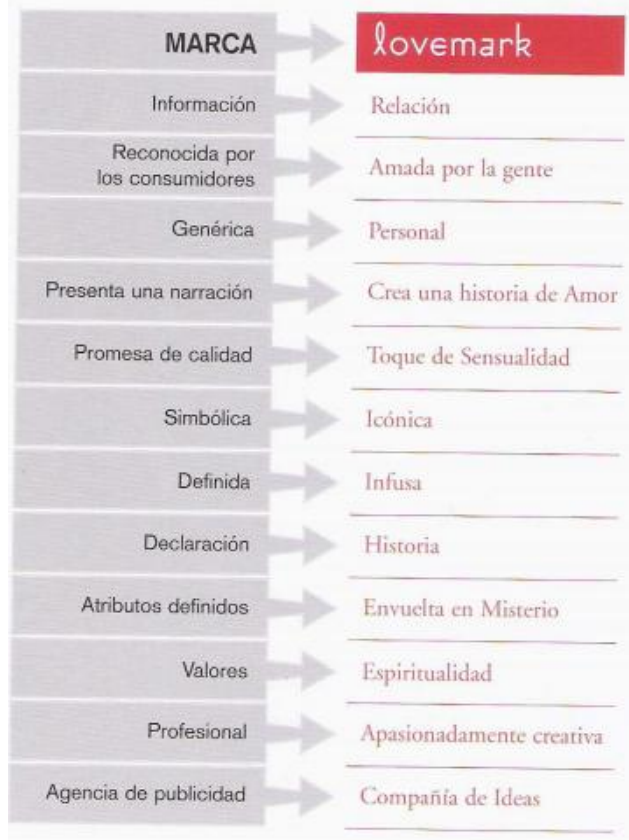 MARCA lovemark
Información Relación
Reconocida por
los consumidores Amada por la gente
Genérica Personal
Presenta una narración Crea una historia de Amor
Promesa de calidad Toque de Sensualidad
Simbólica Icónica
Definida Infusa
Declaración Historia
Atributos definidos Envuelta en Misterio
Valores Espiritualidad
Profesional Apasionadamente creativa
Agencia de publicidad Compañía de Ideas